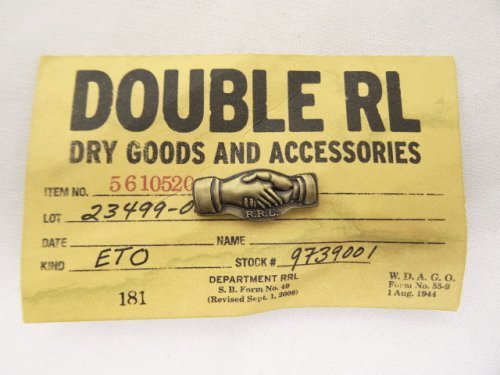 DOUBLE RL
DRY GOODS AND ACCESSORIES
ITEM NO. 5610520
LOT 23499-0
R.R.L.
DATE NAME
KIND ETO STOCK# 9739001
181
DEPARTMENT RRL
S. B. Form No. 49
(Revised Sept. 1, 2006)
W. D. A. G. O.
Form No. 55-9
1 Aug. 1944